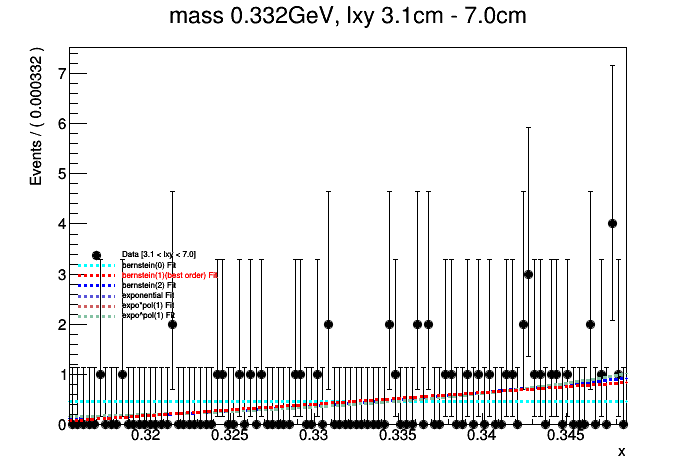 mass 0.332GeV, lxy 3.1cm - 7.0cm
Events / ( 0.000332 )
7
6
5
4
3
2
1
0
Data [3.1 < lxy < 7.0]
bernstein(0) Fit
bernstein(1)(best order) Fit
bernstein(2) Fit
exponential Fit
expo*pol(1) Fit
expo^pol(1) Fit
0.32 0.325 0.33 0.335 0.34 0.345
x